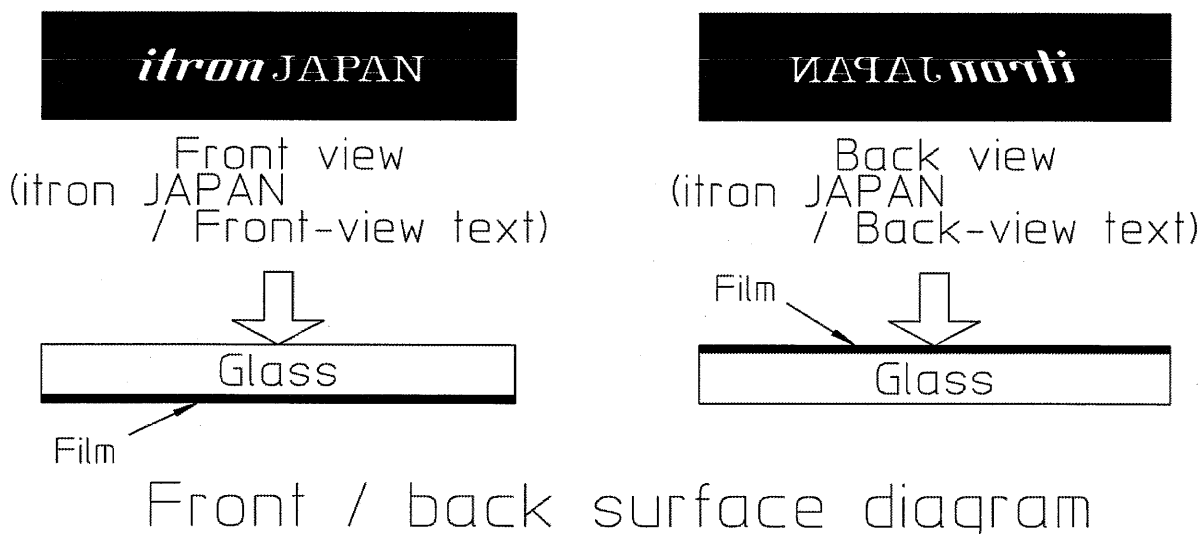 itron JAPAN
Front view
(itron JAPAN
/ Front-view text)
Glass
Film
itron JAPAN
Back view
(itron JAPAN
/ Back-view text)
Film
Glass
Front / back surface diagram